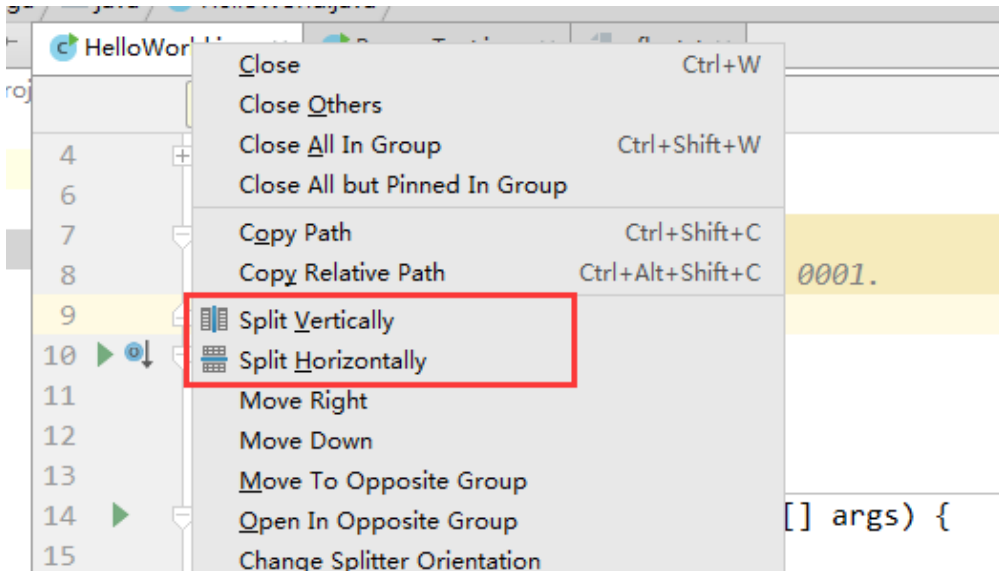 HelloWor
Close Ctrl+W
Close Others
Close All In Group Ctrl+Shift+W
Close All but Pinned In Group
Copy Path Ctrl+Shift+C
Copy Relative Path Ctrl+Alt+Shift+C
Split Vertically
Split Horizontally
Move Right
Move Down
Move To Opposite Group
Open In Opposite Group
Change Splitter Orientation
4
6
7
8 0001.
9
10
11
12
13
14 [] args) {
15